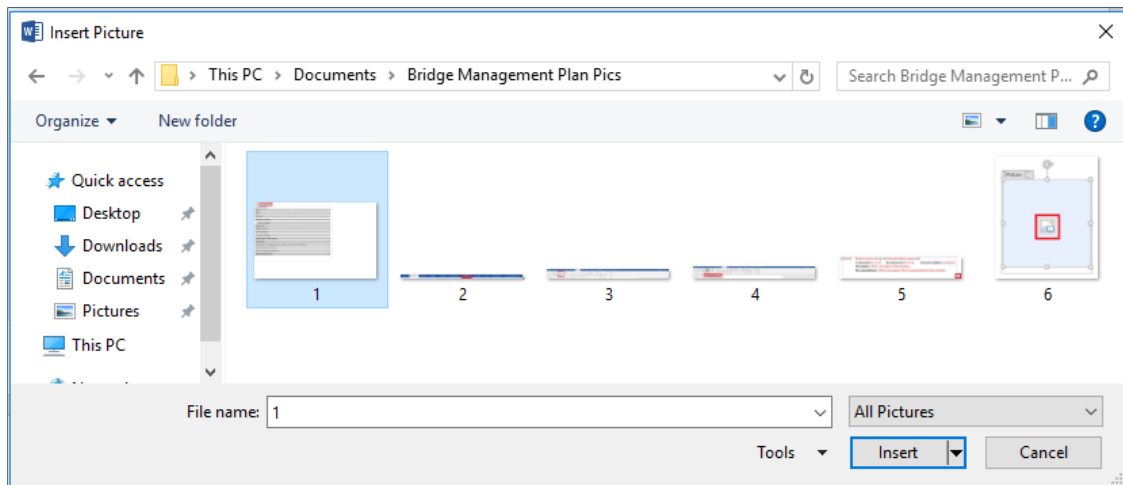 Insert Picture
This PC > Documents > Bridge Management Plan Pics
Search Bridge Management P...
Organize
New folder
Quick access
Desktop
Downloads
Documents
Pictures
This PC
1
2
3
4
5
6
File name: 1
All Pictures
Tools
Insert
Cancel